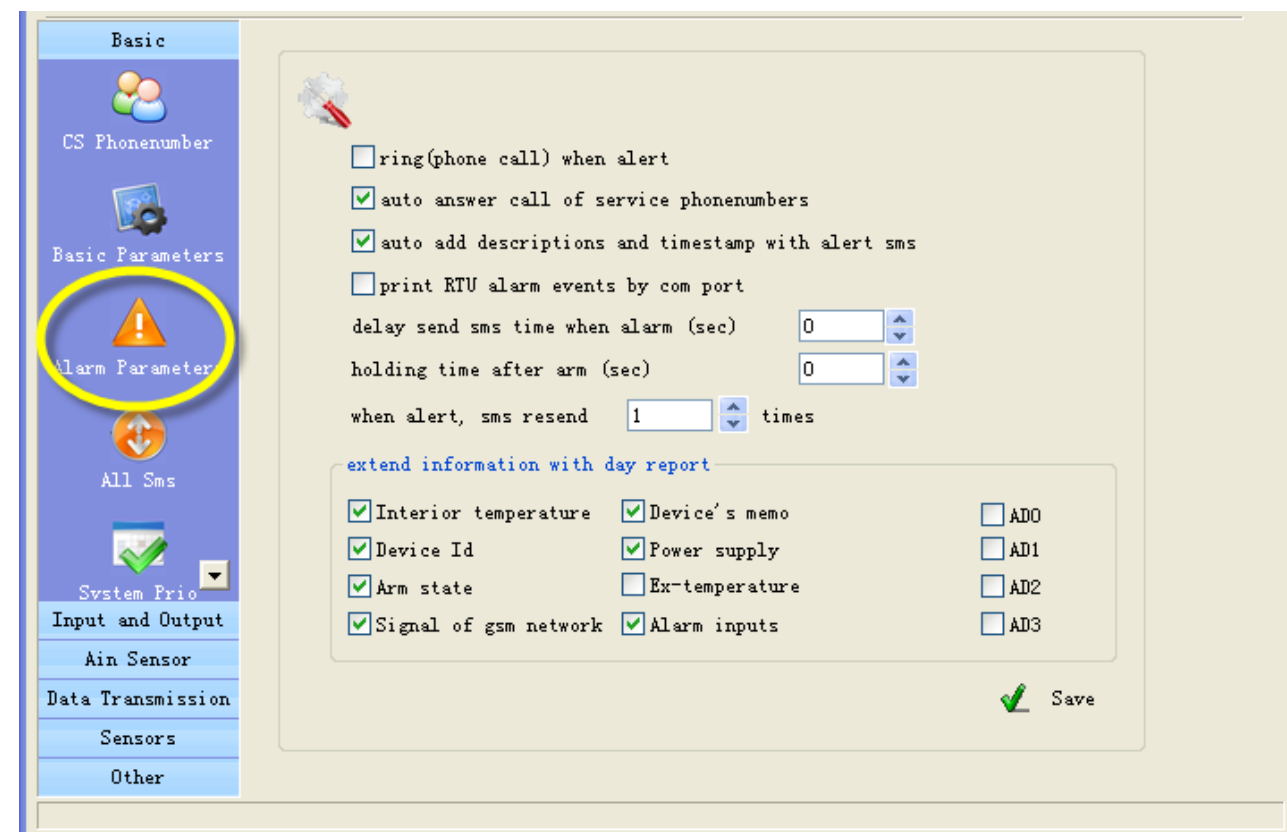 Basic
CS Phonenumber
Basic Parameters
Alarm Parameter
All Sms
System Prio
Input and Output
Ain Sensor
Data Transmission
Sensors
Other
ring(phone call) when alert
auto answer call of service phonenumbers
auto add descriptions and timestamp with alert sms
print RTU alarm events by com port
delay send sms time when alarm (sec) 0
holding time after arm (sec) 0
when alert, sms resend 1 times
extend information with day report
Interior temperature Device's memo AD0
Device Id Power supply AD1
Arm state Ex-temperature AD2
Signal of gsm network Alarm inputs AD3
Save